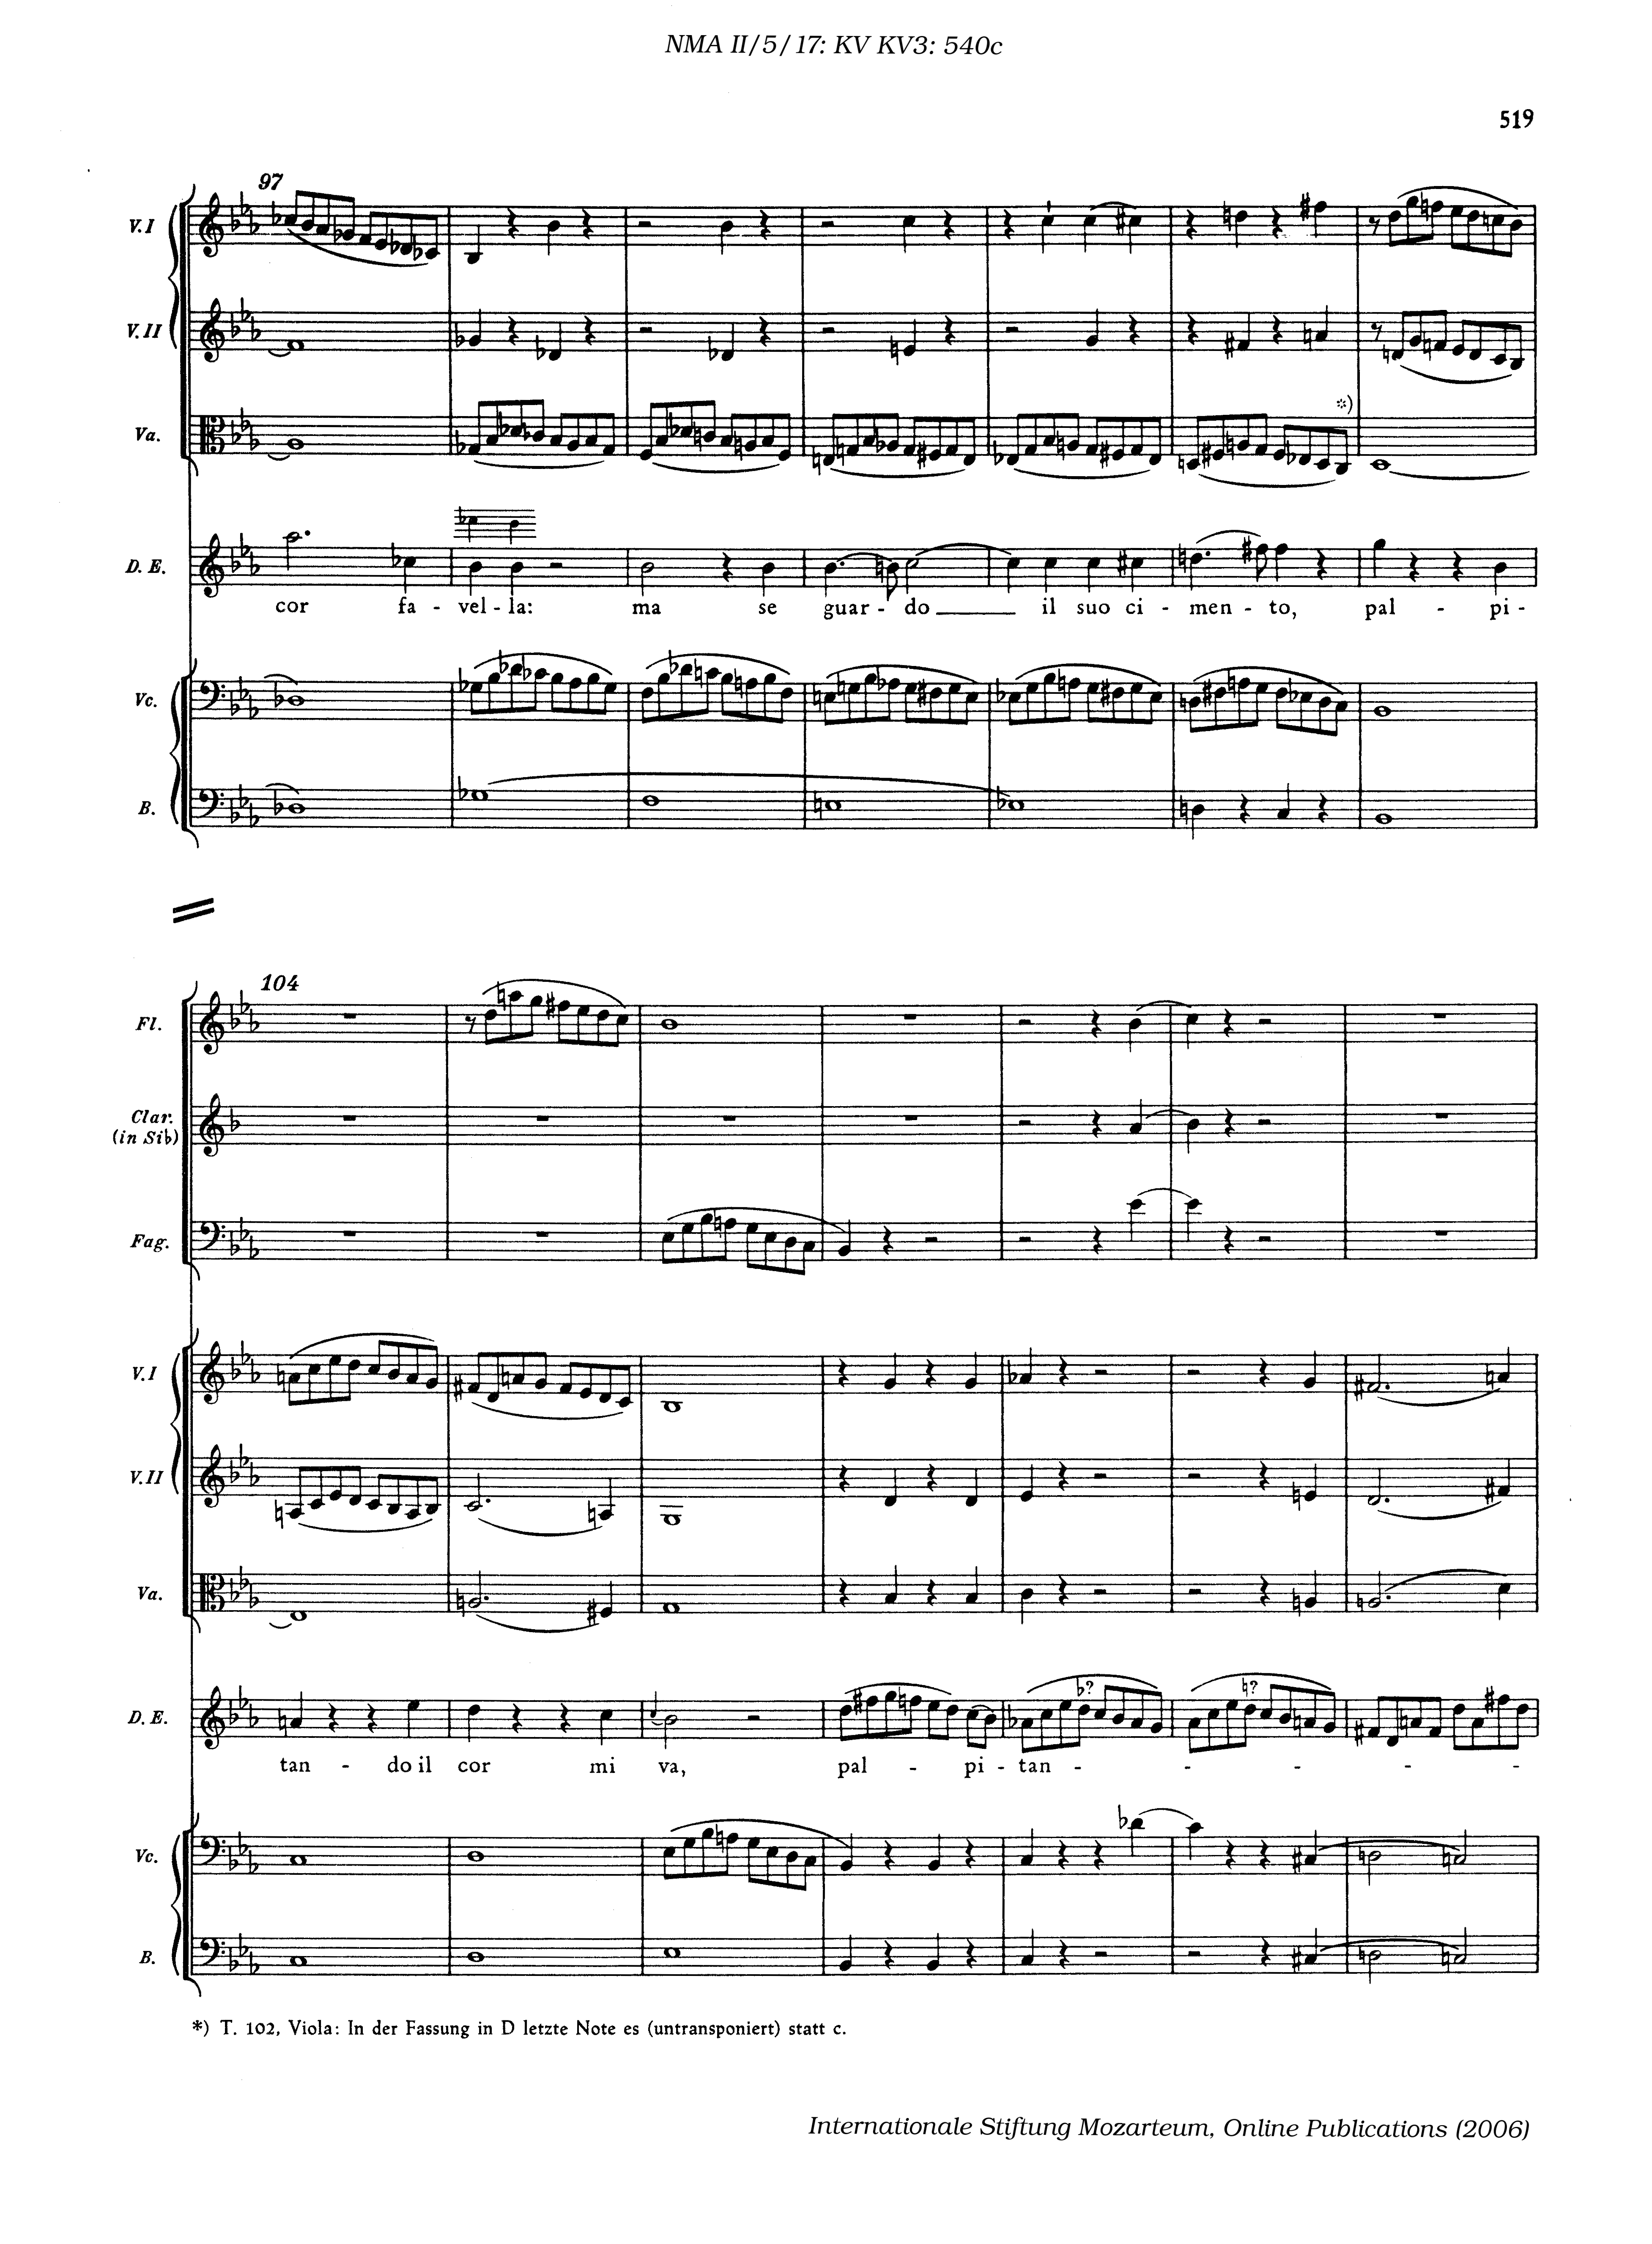 NMA II/5/17: KV KV3: 540c
519
97
V. I
V. II
Va.
D. E.
cor fa - vel - la: ma se guar - do il suo ci - men - to, pal - pi -
Vc.
B.
104
Fl.
Clar.
(in Si♭)
Fag.
V. I
V. II
Va.
*)
♭? ♮?
D. E.
tan - do il cor mi va, pal - pi - tan - - - - -
Vc.
B.
*) T. 102, Viola: In der Fassung in D letzte Note es (untransponiert) statt c.
Internationale Stiftung Mozarteum, Online Publications (2006)